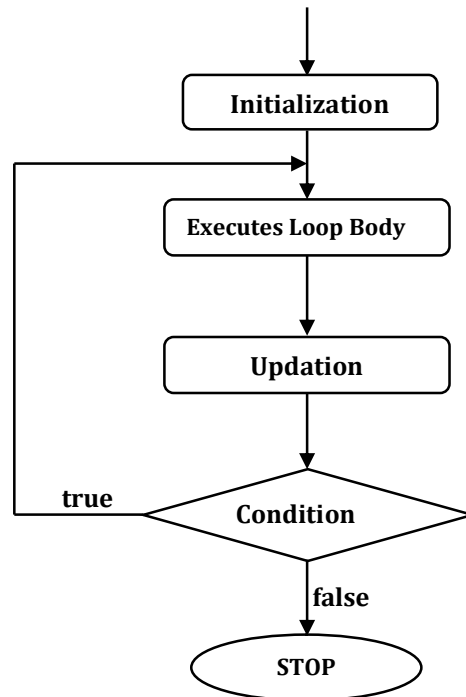 Initialization
Executes Loop Body
Updation
true
Condition
false
STOP